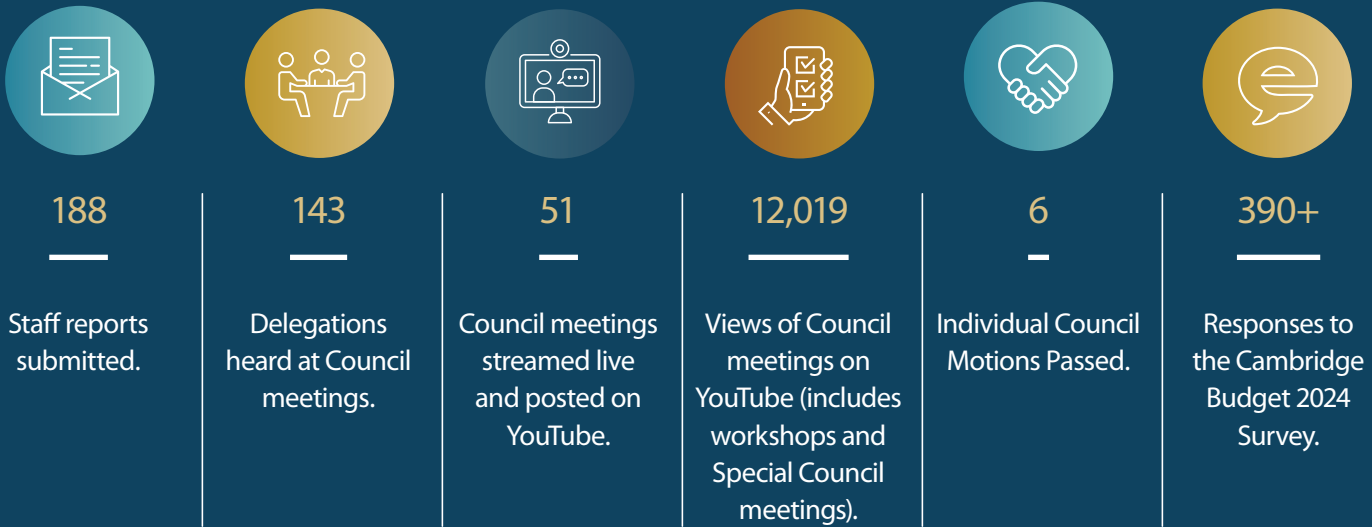 188
Staff reports
submitted.
143
Delegations
heard at Council
meetings.
51
Council meetings
streamed live
and posted on
YouTube.
12,019
Views of Council
meetings on
YouTube (includes
workshops and
Special Council
meetings).
6
Individual Council
Motions Passed.
390+
Responses to
the Cambridge
Budget 2024
Survey.